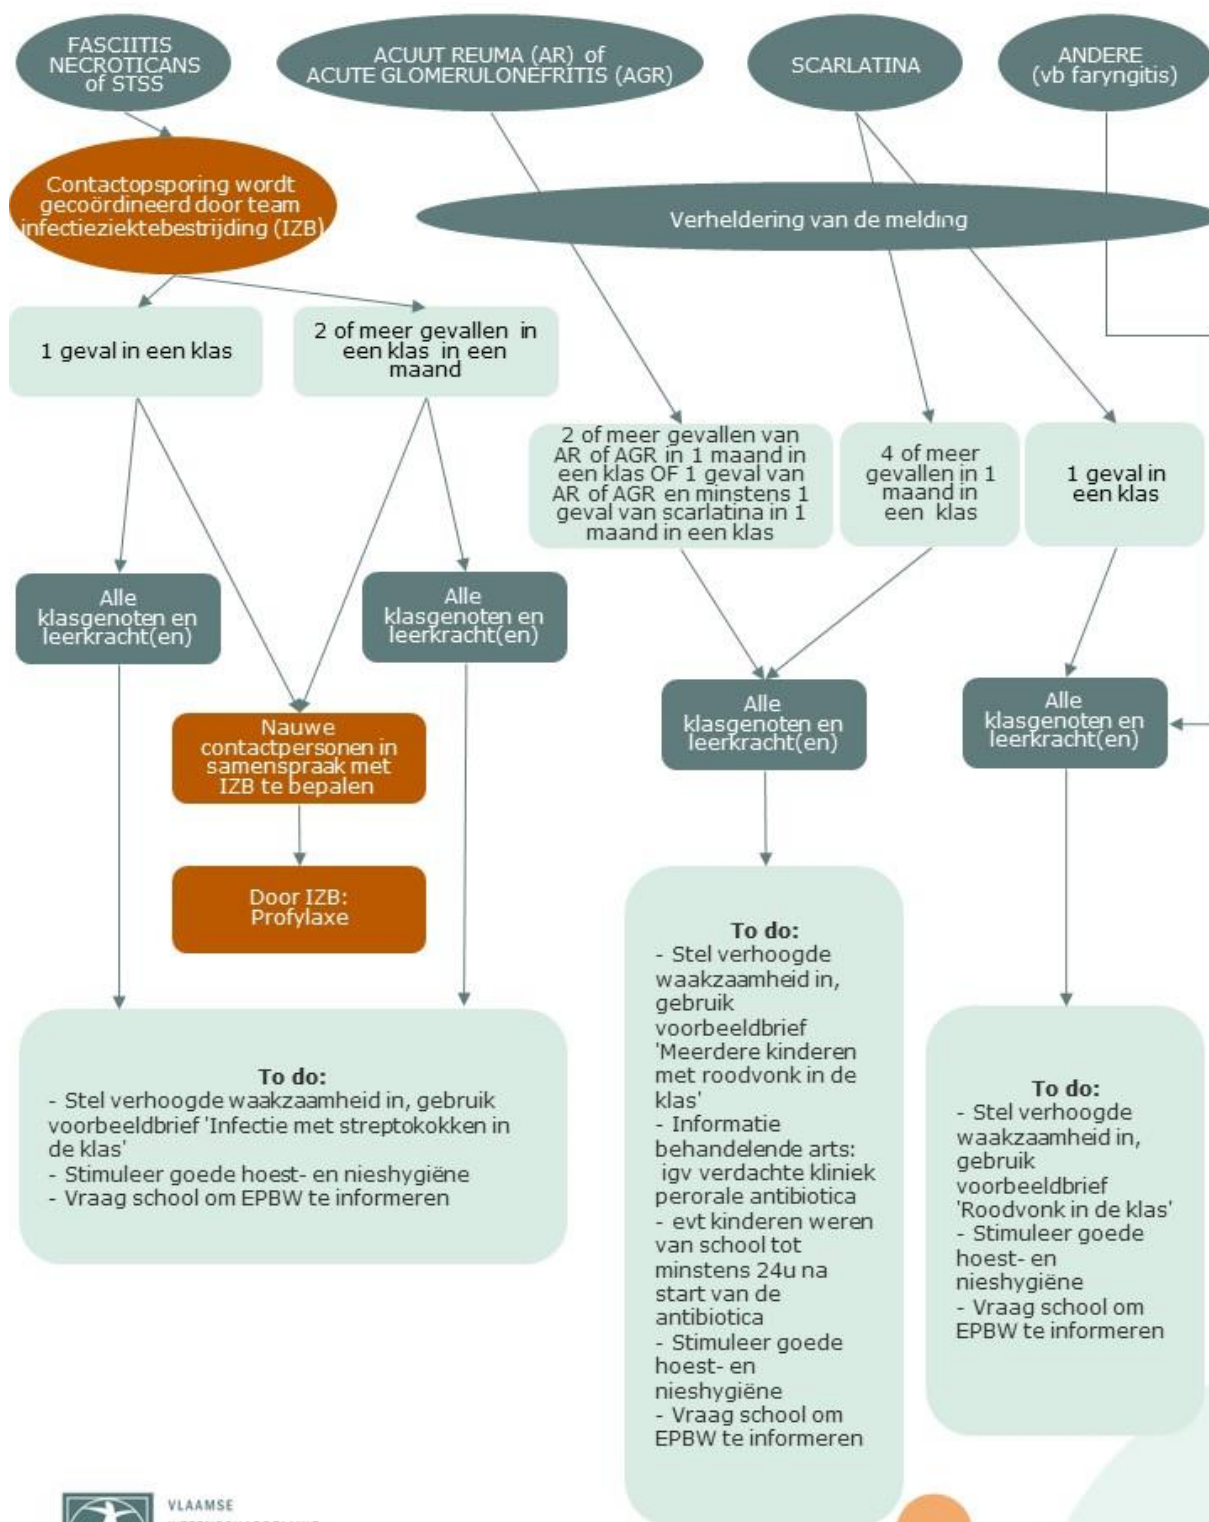 FASCIITIS
NECROTICANS
of STSS
ACUUT REUMA (AR) of
ACUTE GLOMERULONEFRITIS (AGR)
SCARLATINA
ANDERE
(vb faryngitis)
Contactopsporing wordt
gecoördineerd door team
infectieziektebestrijding (IZB)
Verheldering van de melding
1 geval in een klas
2 of meer gevallen in
een klas in een
maand
2 of meer gevallen van
AR of AGR in 1 maand in
een klas OF 1 geval van
AR of AGR en minstens 1
geval van scarlatina in 1
maand in een klas
4 of meer
gevallen in 1
maand in
een klas
1 geval in
een klas
Alle
klasgenoten en
leerkracht(en)
Alle
klasgenoten en
leerkracht(en)
Alle
klasgenoten en
leerkracht(en)
Alle
klasgenoten en
leerkracht(en)
Nauwe
contactpersonen in
samenspraak met
IZB te bepalen
Door IZB:
Profylaxe
To do:
- Stel verhoogde waakzaamheid in, gebruik
voorbeeldbrief 'Infectie met streptokokken in
de klas'
- Stimuleer goede hoest- en nieshygiëne
- Vraag school om EPBW te informeren
To do:
- Stel verhoogde
waakzaamheid in,
gebruik
voorbeeldbrief
'Meerdere kinderen
met roodvonk in de
klas'
- Informatie
behandelende arts:
igv verdachte kliniek
perorale antibiotica
- evt kinderen weren
van school tot
minstens 24u na
start van de
antibiotica
- Stimuleer goede
hoest- en
nieshygiëne
- Vraag school om
EPBW te informeren
To do:
- Stel verhoogde
waakzaamheid in,
gebruik
voorbeeldbrief
'Roodvonk in de klas'
- Stimuleer goede
hoest- en
nieshygiëne
- Vraag school om
EPBW te informeren
VLAAMSE